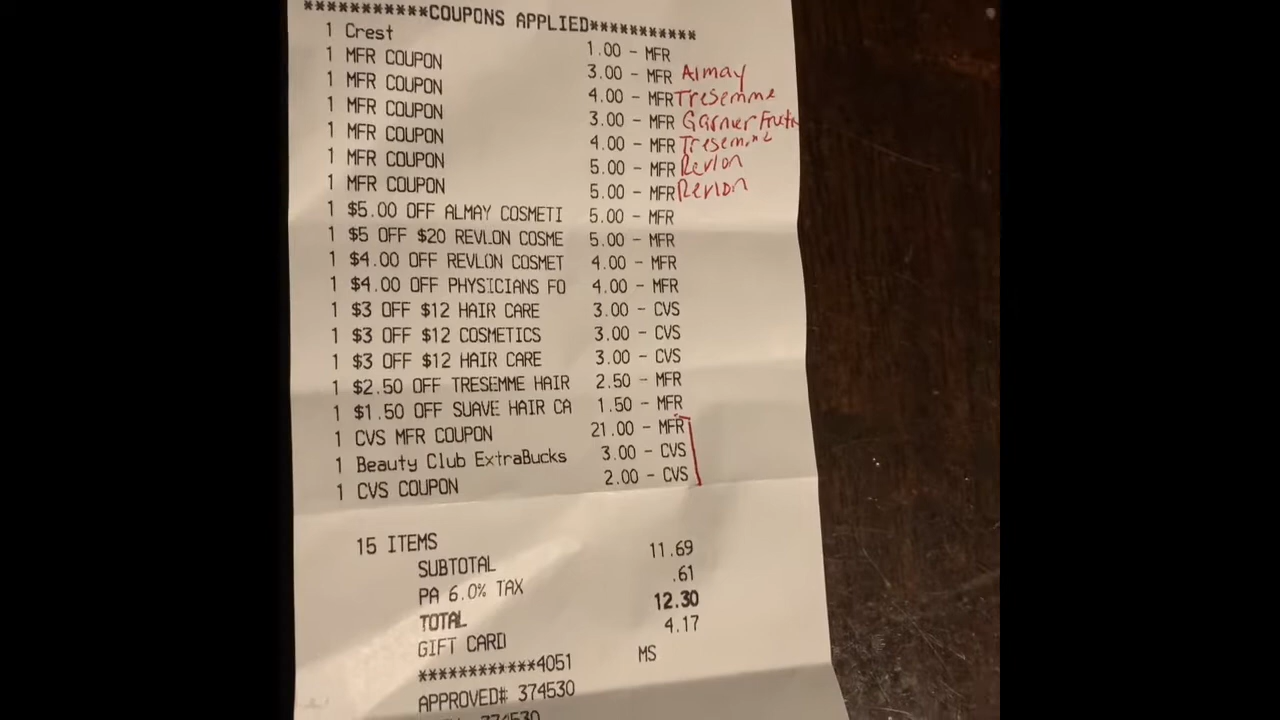 ***********COUPONS APPLIED***********
1 Crest 1.00 - MFR
1 MFR COUPON 3.00 - MFR Almay
1 MFR COUPON 4.00 - MFR Tresemme
1 MFR COUPON 3.00 - MFR Garnier
1 MFR COUPON 4.00 - MFR
1 MFR COUPON 5.00 - MFR Revlon
1 MFR COUPON 5.00 - MFR Revlon
1 $5.00 OFF ALMAY COSMETI 5.00 - MFR
1 $5 OFF $20 REVLON COSME 5.00 - MFR
1 $4.00 OFF REVLON COSMET 4.00 - MFR
1 $4.00 OFF PHYSICIANS FO 4.00 - MFR
1 $3 OFF $12 HAIR CARE 3.00 - CVS
1 $3 OFF $12 COSMETICS 3.00 - CVS
1 $3 OFF $12 HAIR CARE 3.00 - CVS
1 $2.50 OFF TRESEMME HAIR 2.50 - MFR
1 $1.50 OFF SUAVE HAIR CA 1.50 - MFR
1 CVS MFR COUPON 21.00 - MFR
1 Beauty Club ExtraBucks 3.00 - CVS
1 CVS COUPON 2.00 - CVS
15 ITEMS
SUBTOTAL 11.69
PA 6.0% TAX .61
TOTAL 12.30
GIFT CARD 4.17
************4051 MS
APPROVED# 374530
374530